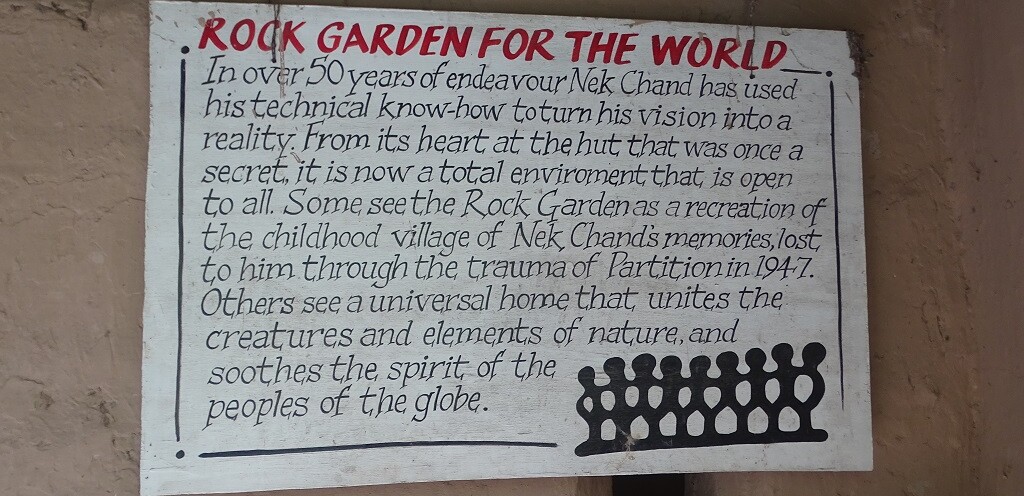 ROCK GARDEN FOR THE WORLD
In over 50 years of endeavour Nek Chand has used
his technical know-how to turn his vision into a
reality. From its heart at the hut that was once a
secret, it is now a total enviroment that is open
to all. Some see the Rock Garden as a recreation of
the childhood village of Nek Chand's memories, lost
to him through the trauma of Partition in 1947.
Others see a universal home that unites the
creatures and elements of nature, and
soothes the spirit of the
peoples of the globe.